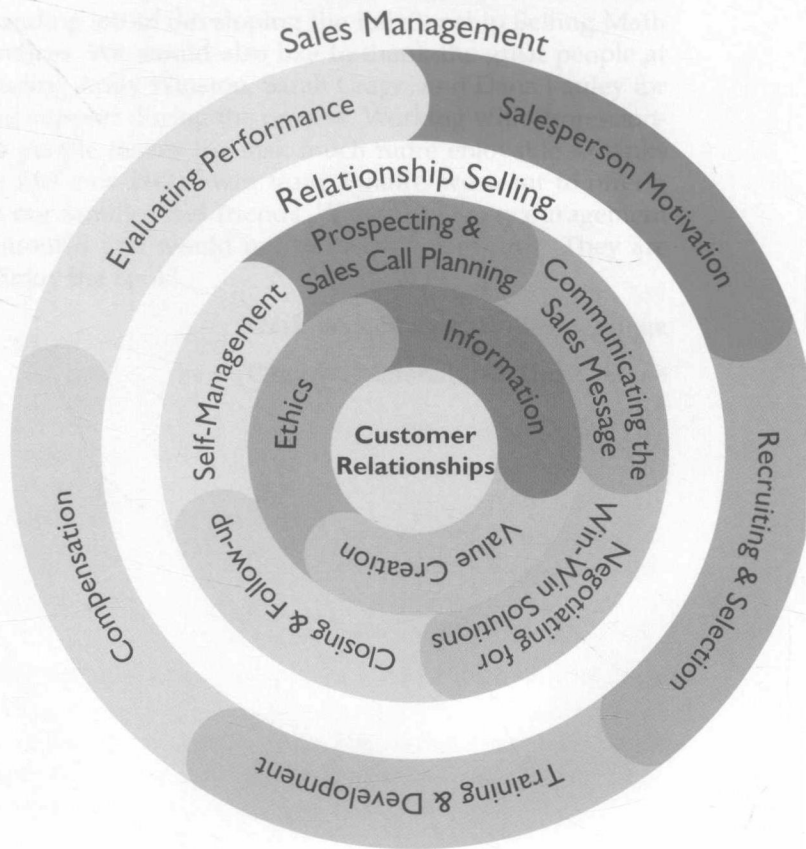 Sales Management
Salesperson Motivation
Recruiting & Selection
Training & Development
Compensation
Evaluating Performance
Relationship Selling
Prospecting &
Sales Call Planning
Communicating the
Sales Message
Negotiating for
Win-Win Solutions
Closing & Follow-up
Self-Management
Information
Value Creation
Ethics
Customer
Relationships